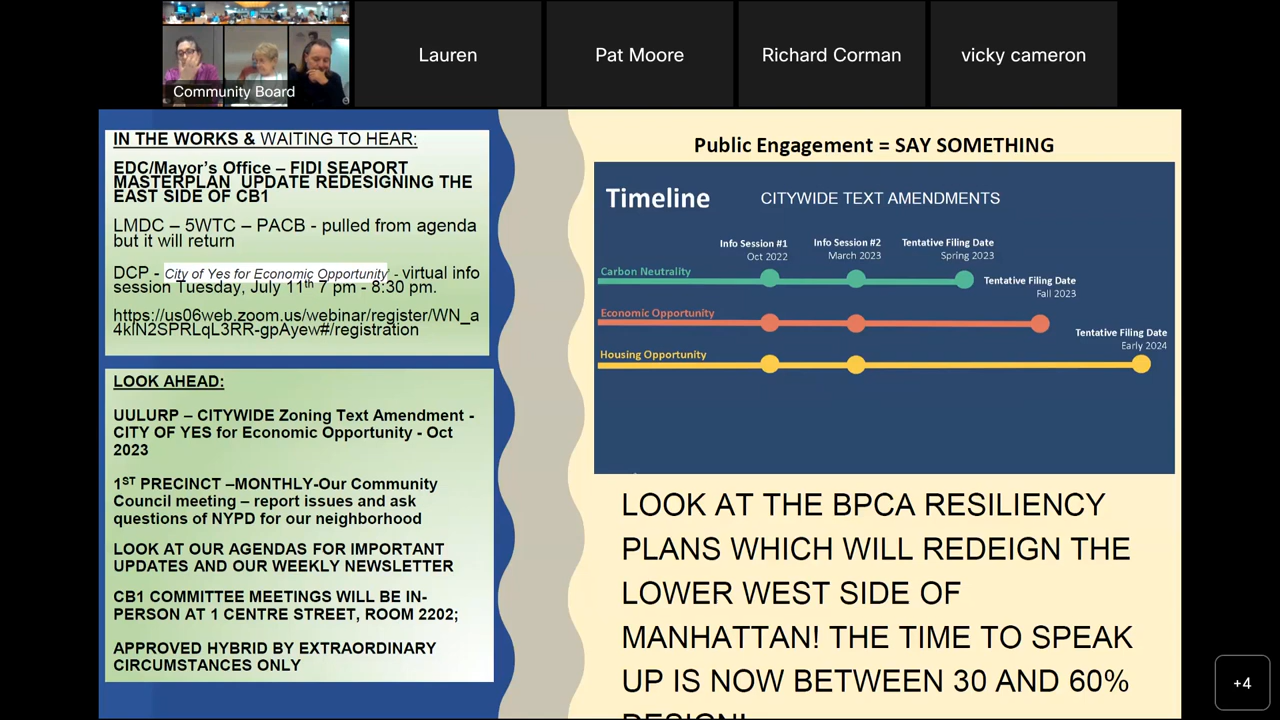 Community Board
Lauren
Pat Moore
Richard Corman
vicky cameron
IN THE WORKS & WAITING TO HEAR:
EDC/Mayor's Office – FIDI SEAPORT
MASTERPLAN UPDATE REDESIGNING THE
EAST SIDE OF CB1
LMDC – 5WTC – PACB - pulled from agenda
but it will return
DCP - City of Yes for Economic Opportunity - virtual info
session Tuesday, July 11th 7 pm - 8:30 pm.
https://us06web.zoom.us/webinar/register/WN_a
4klN2SPRLqL3RR-gpAyew#/registration
LOOK AHEAD:
UULURP – CITYWIDE Zoning Text Amendment -
CITY OF YES for Economic Opportunity - Oct
2023
1ST PRECINCT –MONTHLY-Our Community
Council meeting – report issues and ask
questions of NYPD for our neighborhood
LOOK AT OUR AGENDAS FOR IMPORTANT
UPDATES AND OUR WEEKLY NEWSLETTER
CB1 COMMITTEE MEETINGS WILL BE IN-
PERSON AT 1 CENTRE STREET, ROOM 2202;
APPROVED HYBRID BY EXTRAORDINARY
CIRCUMSTANCES ONLY
Public Engagement = SAY SOMETHING
Timeline
CITYWIDE TEXT AMENDMENTS
Info Session #1
Oct 2022
Info Session #2
March 2023
Tentative Filing Date
Spring 2023
Carbon Neutrality
Tentative Filing Date
Fall 2023
Economic Opportunity
Tentative Filing Date
Early 2024
Housing Opportunity
LOOK AT THE BPCA RESILIENCY
PLANS WHICH WILL REDEIGN THE
LOWER WEST SIDE OF
MANHATTAN! THE TIME TO SPEAK
UP IS NOW BETWEEN 30 AND 60%
DESIGN!
+4